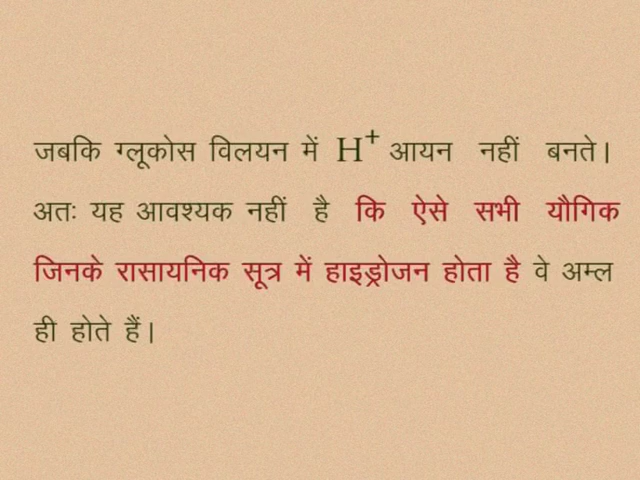 जबकि ग्लूकोस विलयन में H⁺ आयन नहीं बनते।
अतः यह आवश्यक नहीं है कि ऐसे सभी यौगिक
जिनके रासायनिक सूत्र में हाइड्रोजन होता है वे अम्ल
ही होते हैं।